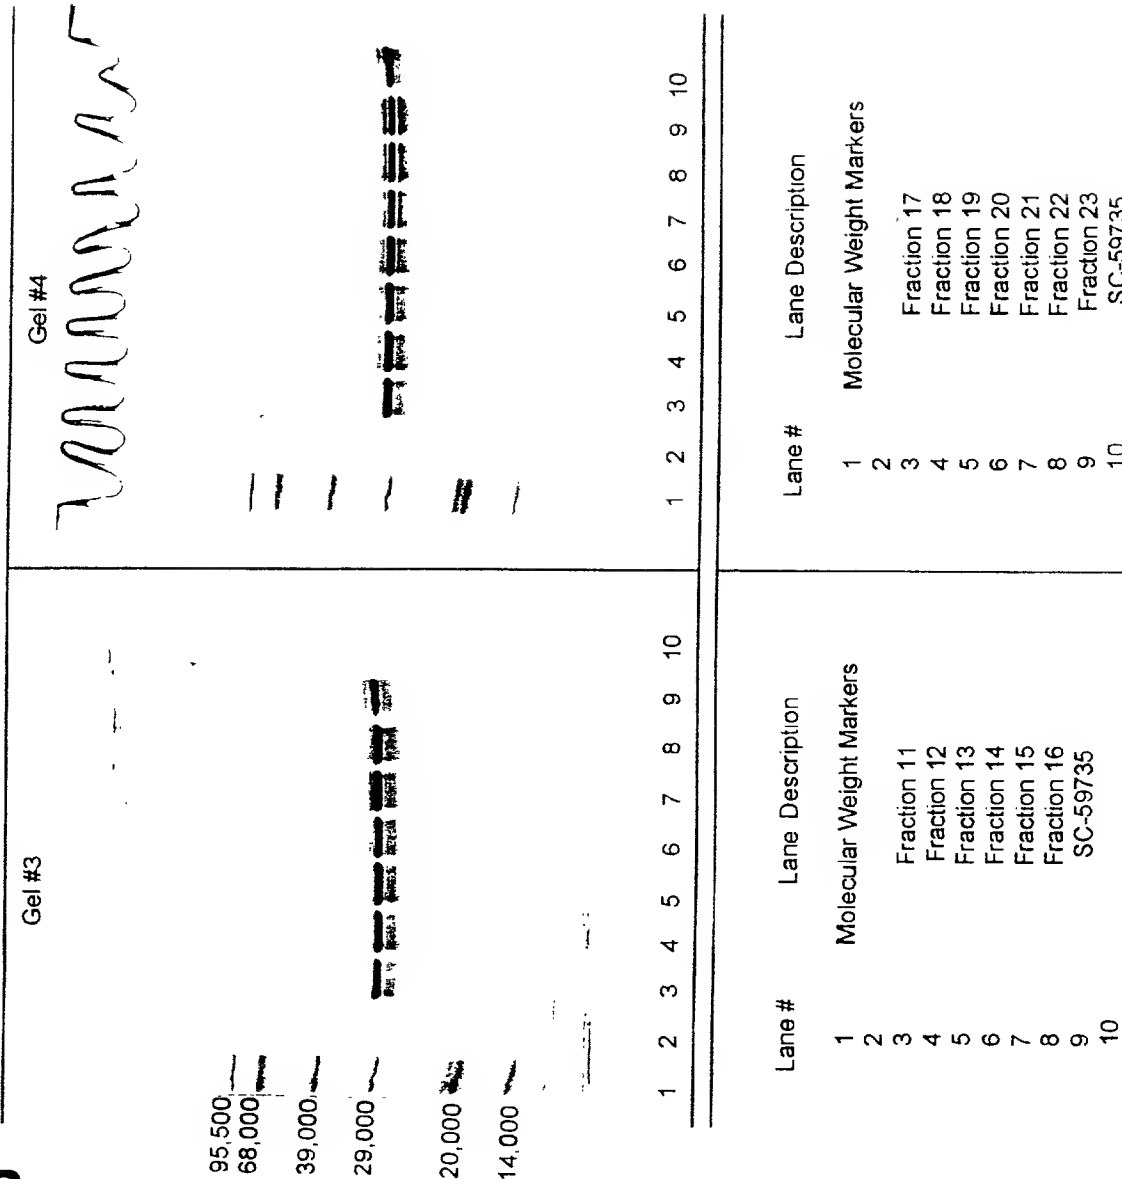 Gel #3
95,500
68,000
39,000
29,000
20,000
14,000
1 2 3 4 5 6 7 8 9 10
Lane # Lane Description
1 Molecular Weight Markers
2
3 Fraction 11
4 Fraction 12
5 Fraction 13
6 Fraction 14
7 Fraction 15
8 Fraction 16
9 SC-59735
10
Gel #4
1 2 3 4 5 6 7 8 9 10
Lane # Lane Description
1 Molecular Weight Markers
2
3 Fraction 17
4 Fraction 18
5 Fraction 19
6 Fraction 20
7 Fraction 21
8 Fraction 22
9 Fraction 23
10 SC-59735